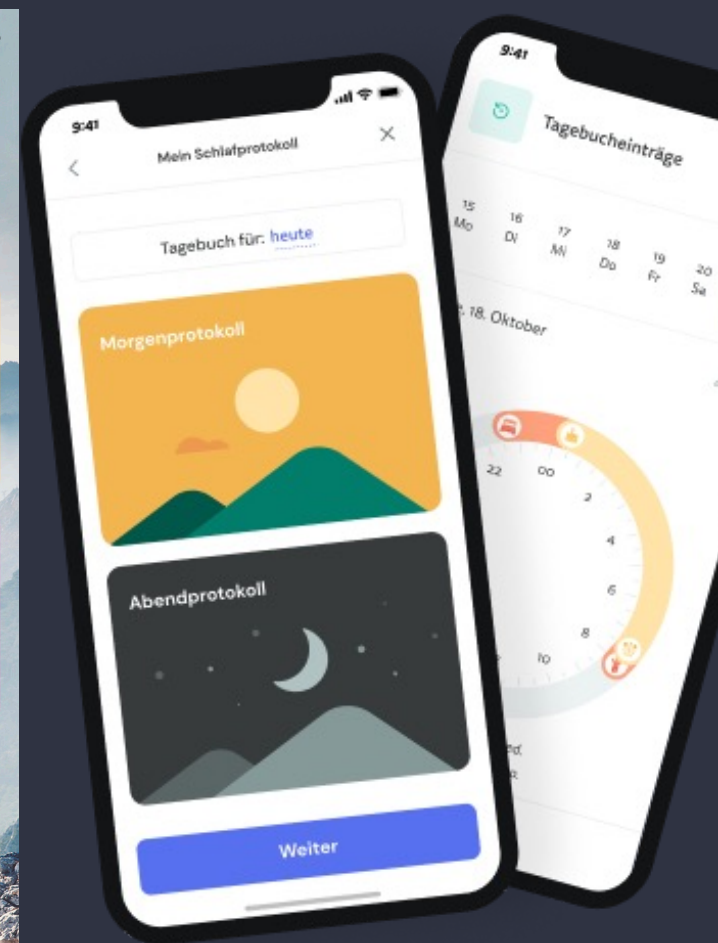 9:41
Mein Schlafprotokoll
Tagebuch für: heute
Morgenprotokoll
Abendprotokoll
Weiter
9:41
Tagebucheinträge
15 16 17 18 19 20
Mo Di Mi Do Fr Sa
18. Oktober
22 00 2 4 6 8 10